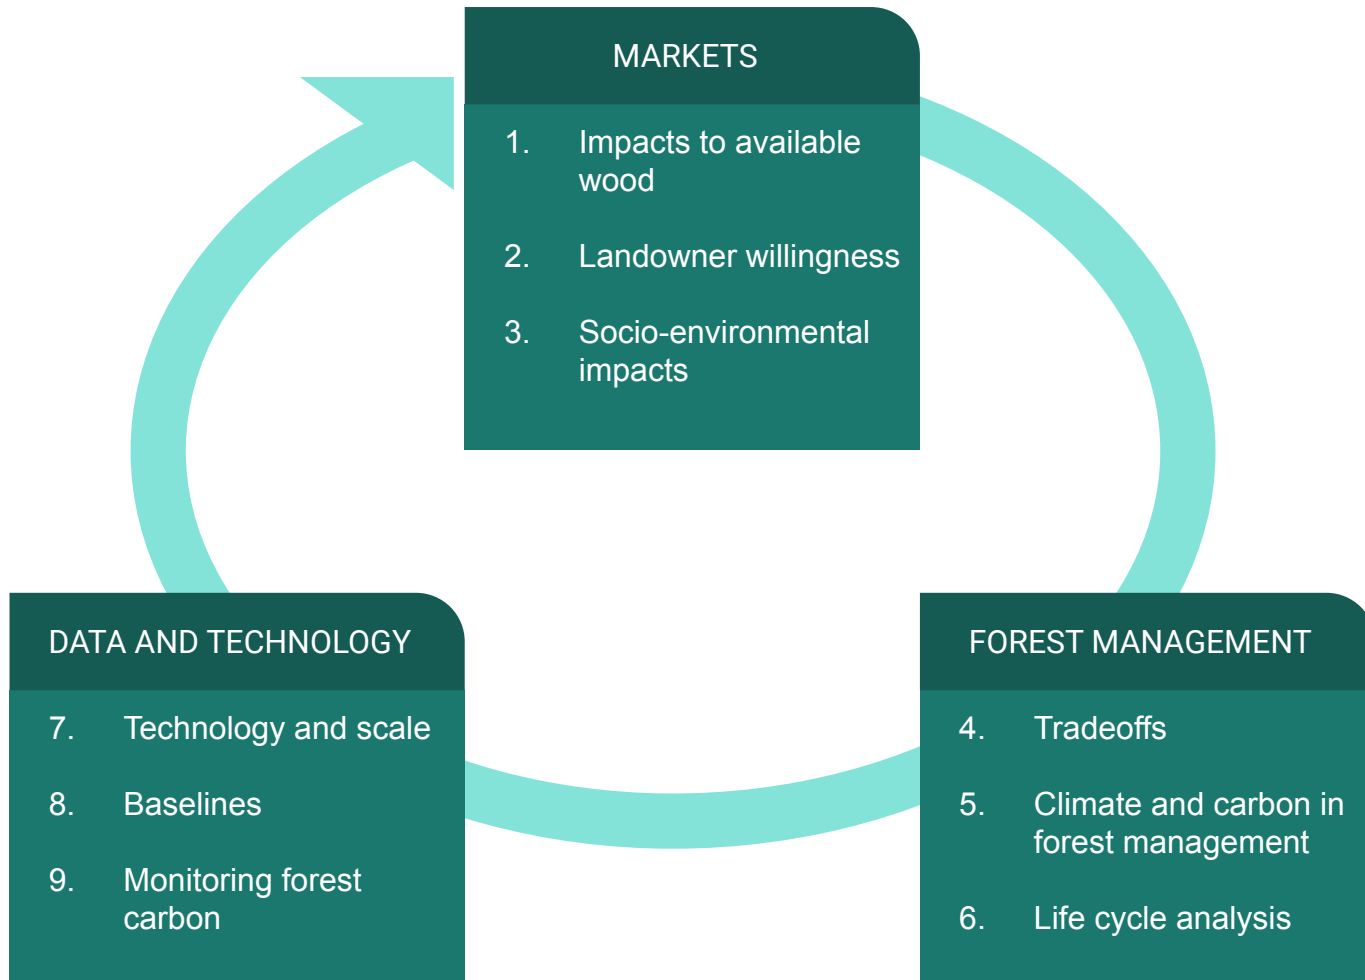 MARKETS
1. Impacts to available
wood
2. Landowner willingness
3. Socio-environmental
impacts
FOREST MANAGEMENT
4. Tradeoffs
5. Climate and carbon in
forest management
6. Life cycle analysis
DATA AND TECHNOLOGY
7. Technology and scale
8. Baselines
9. Monitoring forest
carbon